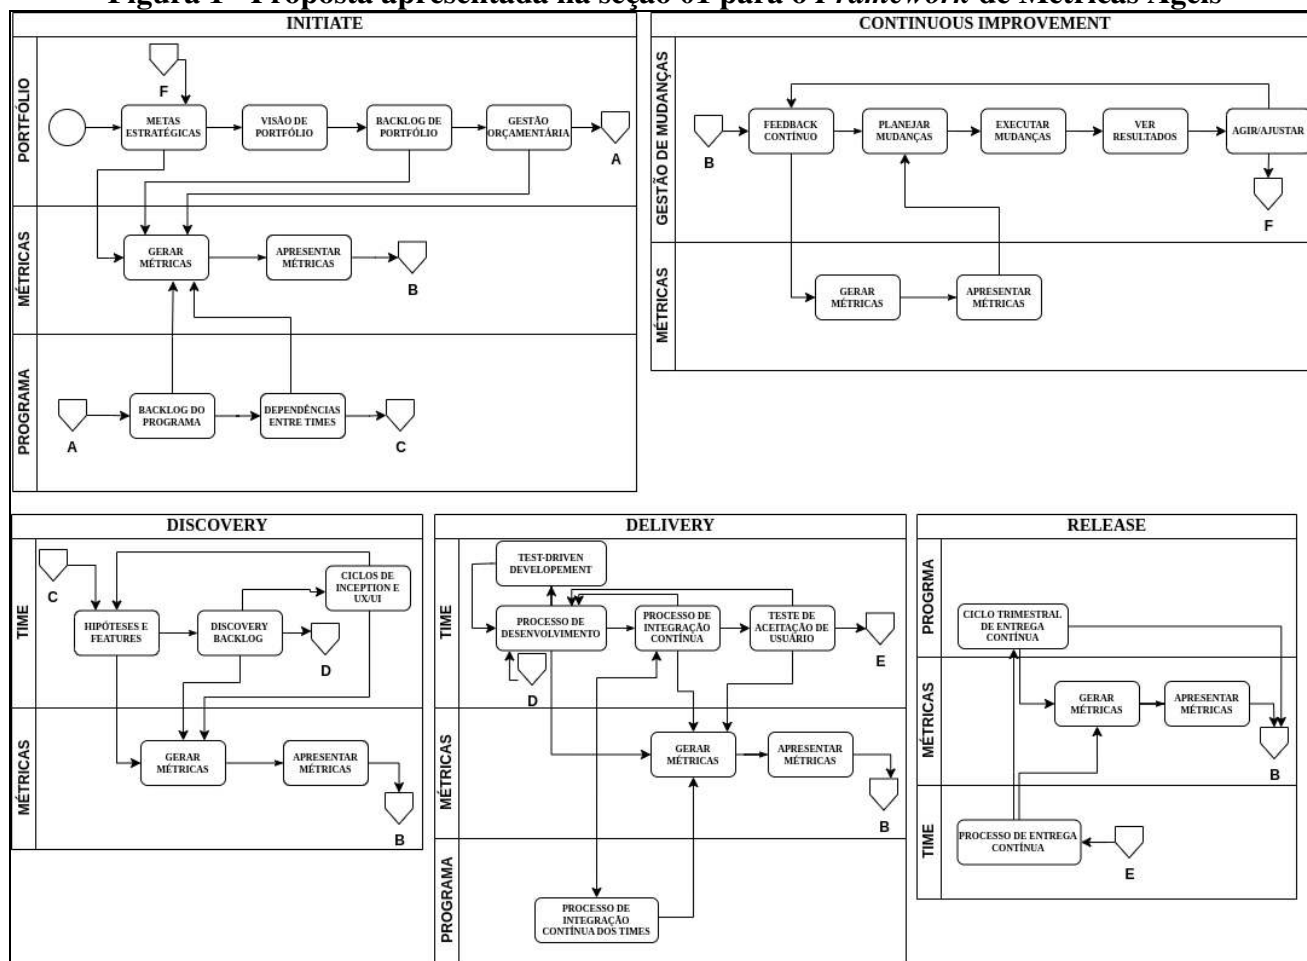 Figura 1 - Proposta apresentada na seção 01 para o Framework de Métricas Ágeis
INITIATE
PORTFÓLIO
F
METAS
ESTRATÉGICAS
VISÃO DE
PORTFÓLIO
BACKLOG DE
PORTFÓLIO
GESTÃO
ORÇAMENTÁRIA
A
MÉTRICAS
GERAR
MÉTRICAS
APRESENTAR
MÉTRICAS
B
PROGRAMA
A
BACKLOG DO
PROGRAMA
DEPENDÊNCIAS
ENTRE TIMES
C
CONTINUOUS IMPROVEMENT
GESTÃO DE MUDANÇAS
B
FEEDBACK
CONTÍNUO
PLANEJAR
MUDANÇAS
EXECUTAR
MUDANÇAS
VER
RESULTADOS
AGIR/AJUSTAR
F
MÉTRICAS
GERAR
MÉTRICAS
APRESENTAR
MÉTRICAS
DISCOVERY
TIME
C
HIPÓTESES E
FEATURES
DISCOVERY
BACKLOG
CICLOS DE
INCEPTION E
UX/UI
D
MÉTRICAS
GERAR
MÉTRICAS
APRESENTAR
MÉTRICAS
B
DELIVERY
TIME
TEST-DRIVEN
DEVELOPEMENT
PROCESSO DE
DESENVOLVIMENTO
PROCESSO DE
INTEGRAÇÃO
CONTÍNUA
TESTE DE
ACEITAÇÃO DE
USUÁRIO
E
D
MÉTRICAS
GERAR
MÉTRICAS
APRESENTAR
MÉTRICAS
B
PROGRAMA
PROCESSO DE
INTEGRAÇÃO
CONTÍNUA DOS TIMES
RELEASE
PROGRMA
CICLO TRIMESTRAL
DE ENTREGA
CONTÍNUA
MÉTRICAS
GERAR
MÉTRICAS
APRESENTAR
MÉTRICAS
B
TIME
PROCESSO DE ENTREGA
CONTÍNUA
E